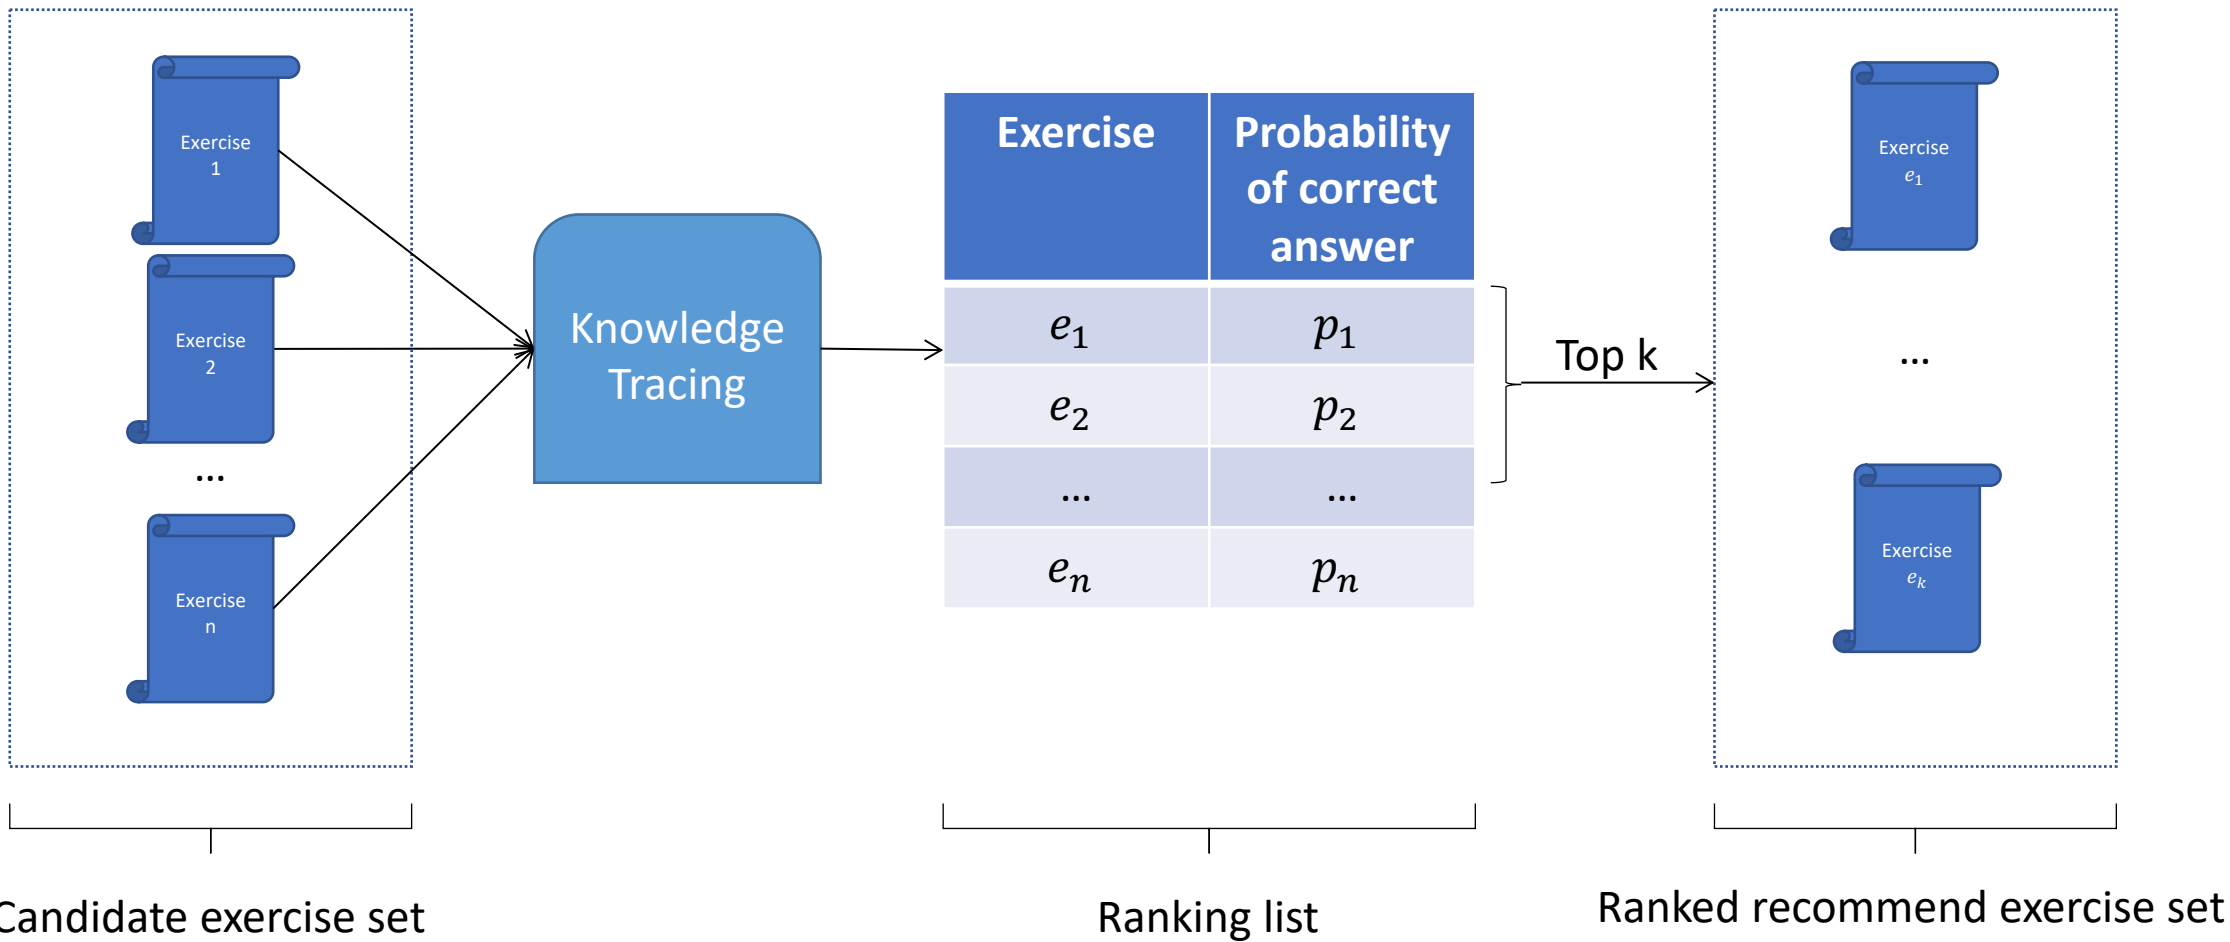 Exercise
1
Exercise
2
...
Exercise
n
Knowledge
Tracing
Exercise
Probability
of correct
answer
e₁ p₁
e₂ p₂
... ...
eₙ pₙ
Top k
Exercise
e₁
...
Exercise
eₖ
Candidate exercise set
Ranking list
Ranked recommend exercise set